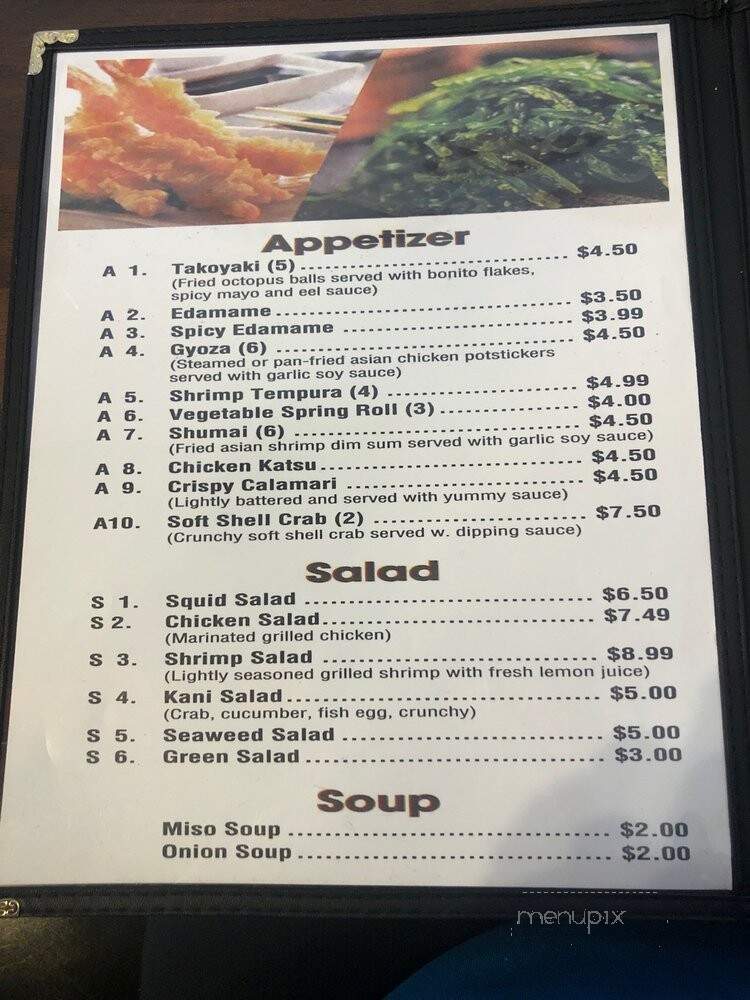 Appetizer
A 1. Takoyaki (5) ........................................ $4.50
(Fried octopus balls served with bonito flakes,
spicy mayo and eel sauce)
A 2. Edamame ........................................ $3.50
A 3. Spicy Edamame ................................ $3.99
A 4. Gyoza (6) ........................................ $4.50
(Steamed or pan-fried asian chicken potstickers
served with garlic soy sauce)
A 5. Shrimp Tempura (4) ......................... $4.99
A 6. Vegetable Spring Roll (3) .................. $4.00
A 7. Shumai (6) ...................................... $4.50
(Fried asian shrimp dim sum served with garlic soy sauce)
A 8. Chicken Katsu .................................. $4.50
A 9. Crispy Calamari ................................ $4.50
(Lightly battered and served with yummy sauce)
A10. Soft Shell Crab (2) ........................... $7.50
(Crunchy soft shell crab served w. dipping sauce)
Salad
S 1. Squid Salad ..................................... $6.50
S 2. Chicken Salad .................................. $7.49
(Marinated grilled chicken)
S 3. Shrimp Salad ................................... $8.99
(Lightly seasoned grilled shrimp with fresh lemon juice)
S 4. Kani Salad ....................................... $5.00
(Crab, cucumber, fish egg, crunchy)
S 5. Seaweed Salad ................................. $5.00
S 6. Green Salad ..................................... $3.00
Soup
Miso Soup ............................................. $2.00
Onion Soup ............................................ $2.00
menupix